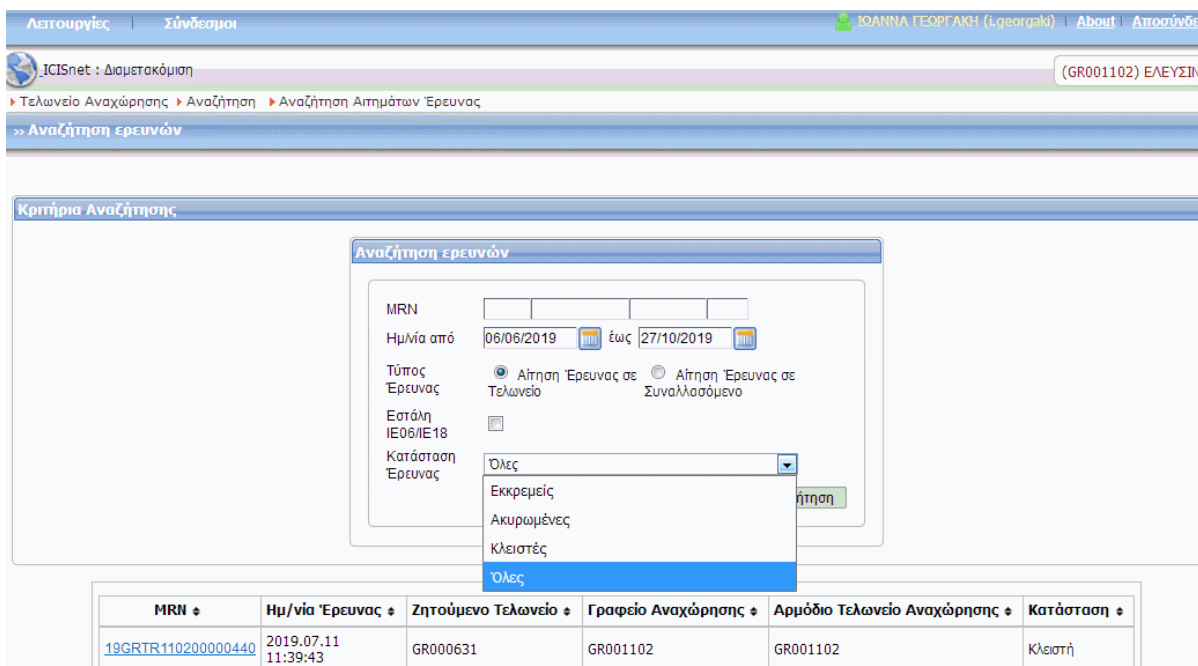 Λειτουργίες | Σύνδεσμοι ΙΩΑΝΝΑ ΓΕΩΡΓΑΚΗ (i.georgaki) | About | Αποσύνδε
ICISnet : Διαμετακόμιση (GR001102) ΕΛΕΥΣΙΝ
Τελωνείο Αναχώρησης Αναζήτηση Αναζήτηση Αιτημάτων Έρευνας
» Αναζήτηση ερευνών
Κριτήρια Αναζήτησης
Αναζήτηση ερευνών
MRN
Ημ/νία από 06/06/2019 έως 27/10/2019
Τύπος Έρευνας Αίτηση Έρευνας σε Τελωνείο Αίτηση Έρευνας σε Συναλλασόμενο
Εστάλη IE06/IE18
Κατάσταση Έρευνας Όλες
Εκκρεμείς
ήτηση
Ακυρωμένες
Κλειστές
Όλες
MRN Ημ/νία Έρευνας Ζητούμενο Τελωνείο Γραφείο Αναχώρησης Αρμόδιο Τελωνείο Αναχώρησης Κατάσταση
19GRTR110200000440 2019.07.11 11:39:43 GR000631 GR001102 GR001102 Κλειστή